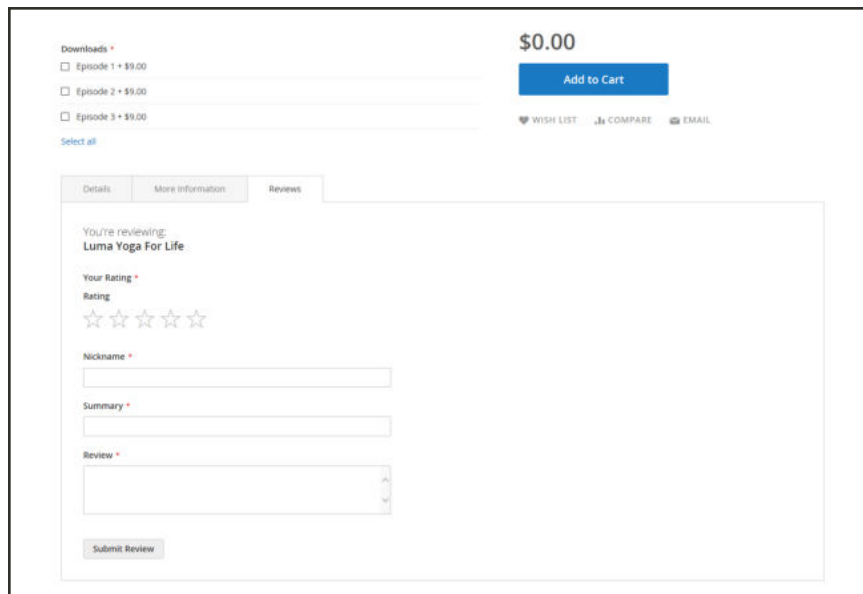 Downloads *
Episode 1 + $9.00
Episode 2 + $9.00
Episode 3 + $9.00
Select all
$0.00
Add to Cart
WISH LIST COMPARE EMAIL
Details More Information Reviews
You're reviewing:
Luma Yoga For Life
Your Rating *
Rating
Nickname *
Summary *
Review *
Submit Review